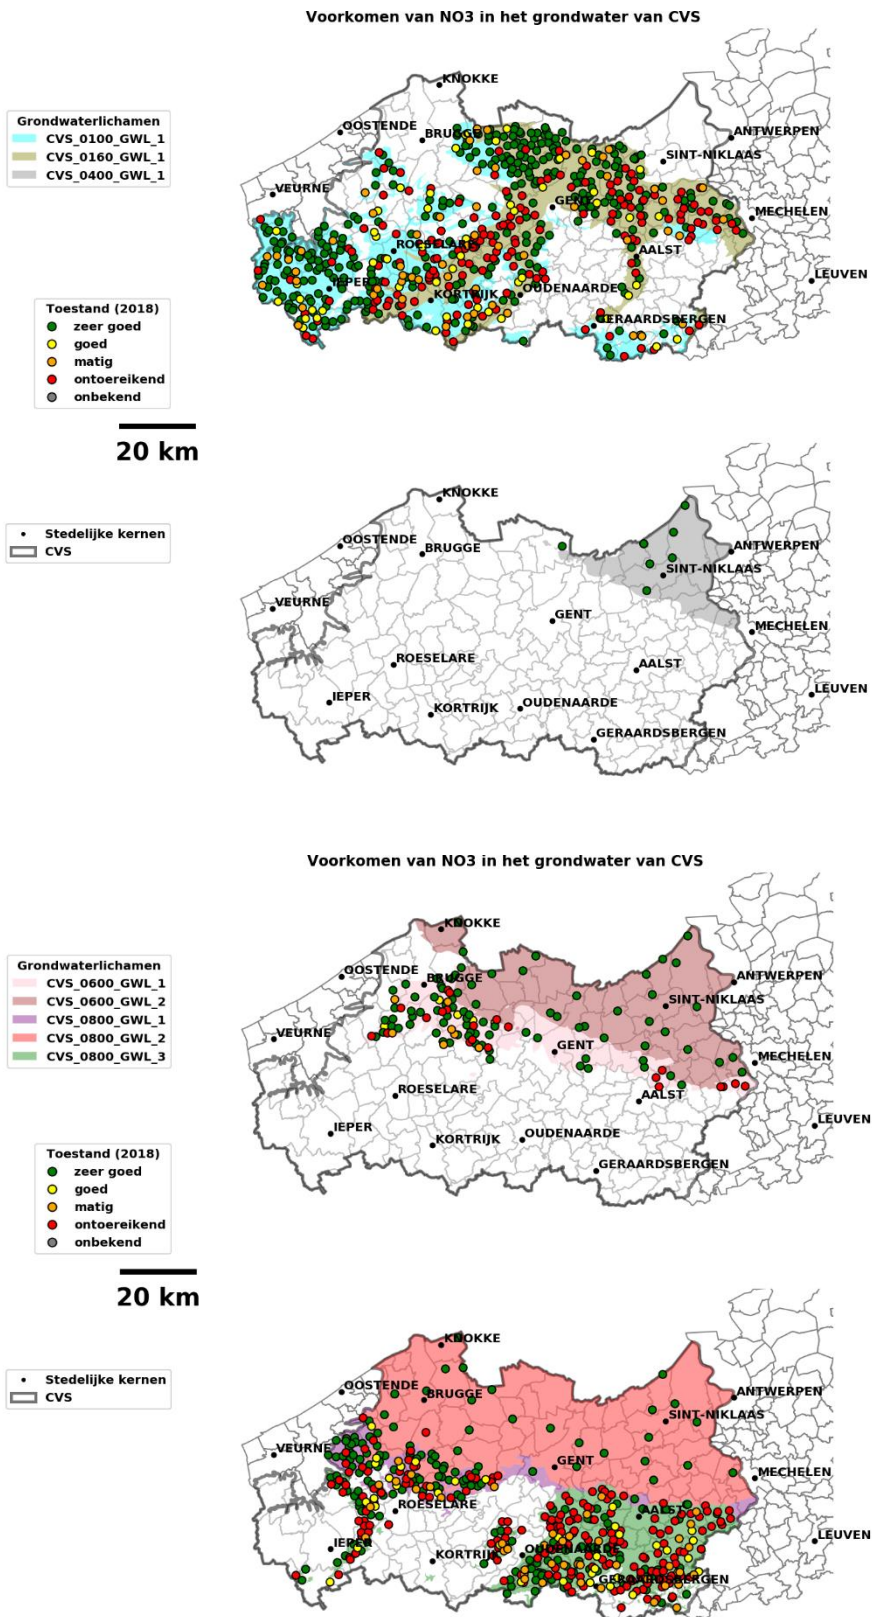 Voorkomen van NO3 in het grondwater van CVS
KNOKKE
Grondwaterlichamen
CVS_0100_GWL_1
CVS_0160_GWL_1
CVS_0400_GWL_1
OOSTENDE
BRUGGE
ANTWERPEN
SINT-NIKLAAS
VEURNE
GENT
MECHELEN
ROESELARE
AALST
LEUVEN
IEPER
KORTRIJK
OUDENAARDE
GERAARDSBERGEN
Toestand (2018)
zeer goed
goed
matig
ontoereikend
onbekend
20 km
KNOKKE
Stedelijke kernen
CVS
OOSTENDE
BRUGGE
ANTWERPEN
SINT-NIKLAAS
VEURNE
GENT
MECHELEN
ROESELARE
AALST
LEUVEN
IEPER
KORTRIJK
OUDENAARDE
GERAARDSBERGEN
Voorkomen van NO3 in het grondwater van CVS
KNOKKE
Grondwaterlichamen
CVS_0600_GWL_1
CVS_0600_GWL_2
CVS_0800_GWL_1
CVS_0800_GWL_2
CVS_0800_GWL_3
OOSTENDE
BRUGGE
ANTWERPEN
SINT-NIKLAAS
VEURNE
GENT
MECHELEN
ROESELARE
AALST
LEUVEN
IEPER
KORTRIJK
OUDENAARDE
GERAARDSBERGEN
Toestand (2018)
zeer goed
goed
matig
ontoereikend
onbekend
20 km
KNOKKE
Stedelijke kernen
CVS
OOSTENDE
BRUGGE
ANTWERPEN
SINT-NIKLAAS
VEURNE
GENT
MECHELEN
ROESELARE
AALST
LEUVEN
IEPER
KORTRIJK
OUDENAARDE
GERAARDSBERGEN